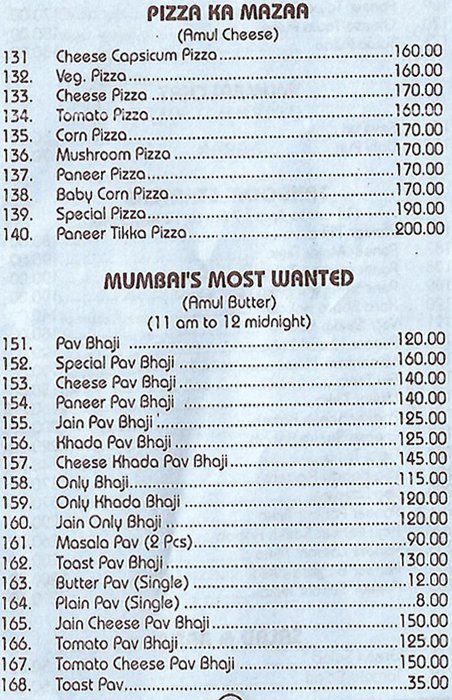 PIZZA KA MAZAA
(Amul Cheese)
131 Cheese Capsicum Pizza 160.00
132. Veg. Pizza 160.00
133. Cheese Pizza 170.00
134. Tomato Pizza 160.00
135. Corn Pizza 170.00
136. Mushroom Pizza 170.00
137. Paneer Pizza 170.00
138. Baby Corn Pizza 170.00
139. Special Pizza 190.00
140. Paneer Tikka Pizza 200.00
MUMBAI'S MOST WANTED
(Amul Butter)
(11 am to 12 midnight)
151. Pav Bhaji 120.00
152. Special Pav Bhaji 160.00
153. Cheese Pav Bhaji 140.00
154. Paneer Pav Bhaji 140.00
155. Jain Pav Bhaji 125.00
156. Khada Pav Bhaji 125.00
157. Cheese Khada Pav Bhaji 145.00
158. Only Bhaji 115.00
159. Only Khada Bhaji 120.00
160. Jain Only Bhaji 120.00
161. Masala Pav (2 Pcs) 90.00
162. Toast Pav Bhaji 130.00
163. Butter Pav (Single) 12.00
164. Plain Pav (Single) 8.00
165. Jain Cheese Pav Bhaji 150.00
166. Tomato Pav Bhaji 125.00
167. Tomato Cheese Pav Bhaji 150.00
168. Toast Pav 35.00